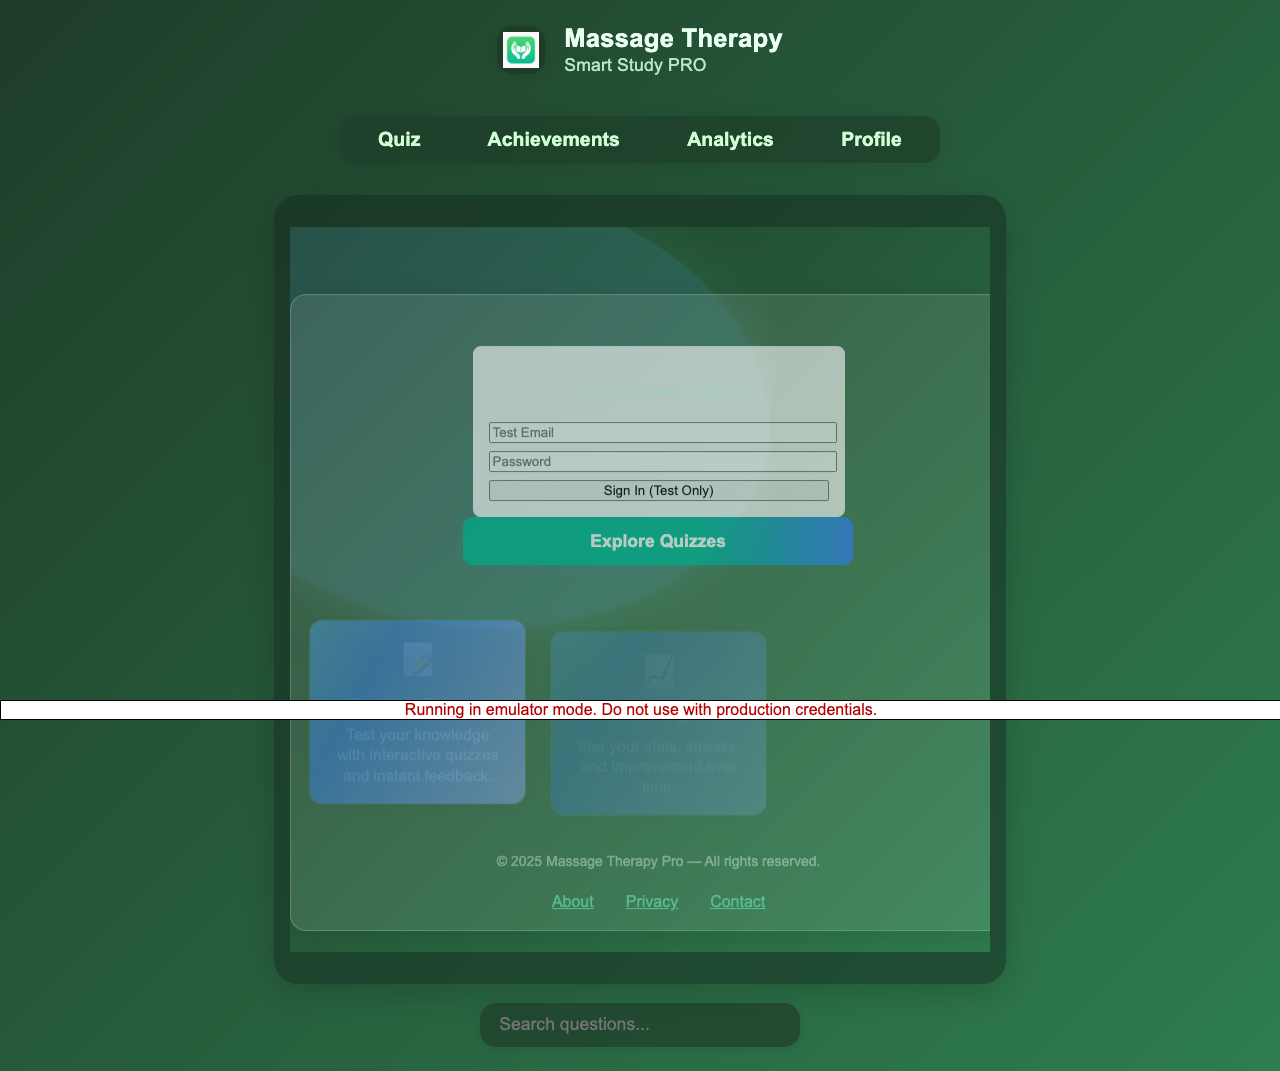 Massage Therapy
Smart Study PRO
Quiz
Achievements
Analytics
Profile
Test Email
Password
Sign In (Test Only)
Explore Quizzes
Running in emulator mode. Do not use with production credentials.
Test your knowledge
with interactive quizzes
and instant feedback.
See your stats, streaks,
and improvement over
time.
© 2025 Massage Therapy Pro — All rights reserved.
About
Privacy
Contact
Search questions...